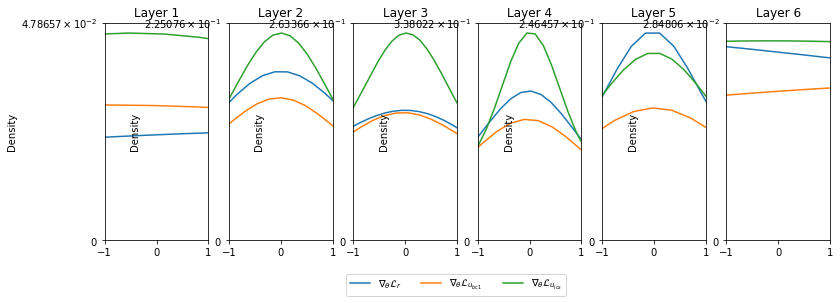 Layer 1 Layer 2 Layer 3 Layer 4 Layer 5 Layer 6
4.78657 × 10⁻² 2.25076 × 10⁻¹ 2.63366 × 10⁻¹ 3.38022 × 10⁻¹ 2.46457 × 10⁻¹ 2.84806 × 10⁻²
Density Density Density Density Density Density
0 0 0 0 0 0
−1 0 1 −1 0 1 −1 0 1 −1 0 1 −1 0 1 −1 0 1
∇θℒr ∇θℒu_bc1 ∇θℒu_ics